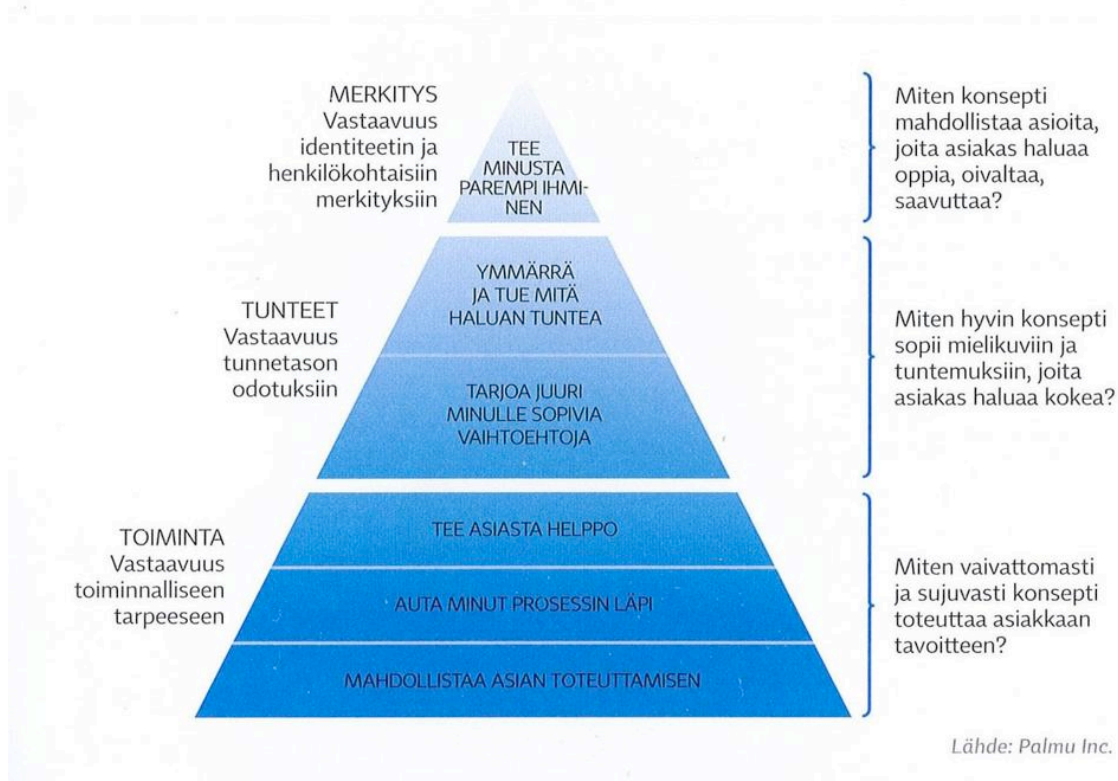 MERKITYS
Vastaavuus
identiteetin ja
henkilökohtaisiin
merkityksiin
TEE
MINUSTA
PAREMPI IHMI-
NEN
Miten konsepti
mahdollistaa asioita,
joita asiakas haluaa
oppia, oivaltaa,
saavuttaa?
TUNTEET
Vastaavuus
tunnetason
odotuksiin
YMMÄRRÄ
JA TUE MITÄ
HALUAN TUNTEA
TARJOA JUURI
MINULLE SOPIVIA
VAIHTOEHTOJA
Miten hyvin konsepti
sopii mielikuviin ja
tuntemuksiin, joita
asiakas haluaa kokea?
TOIMINTA
Vastaavuus
toiminnalliseen
tarpeeseen
TEE ASIASTA HELPPO
AUTA MINUT PROSESSIN LÄPI
MAHDOLLISTAA ASIAN TOTEUTTAMISEN
Miten vaivattomasti
ja sujuvasti konsepti
toteuttaa asiakkaan
tavoitteen?
Lähde: Palmu Inc.